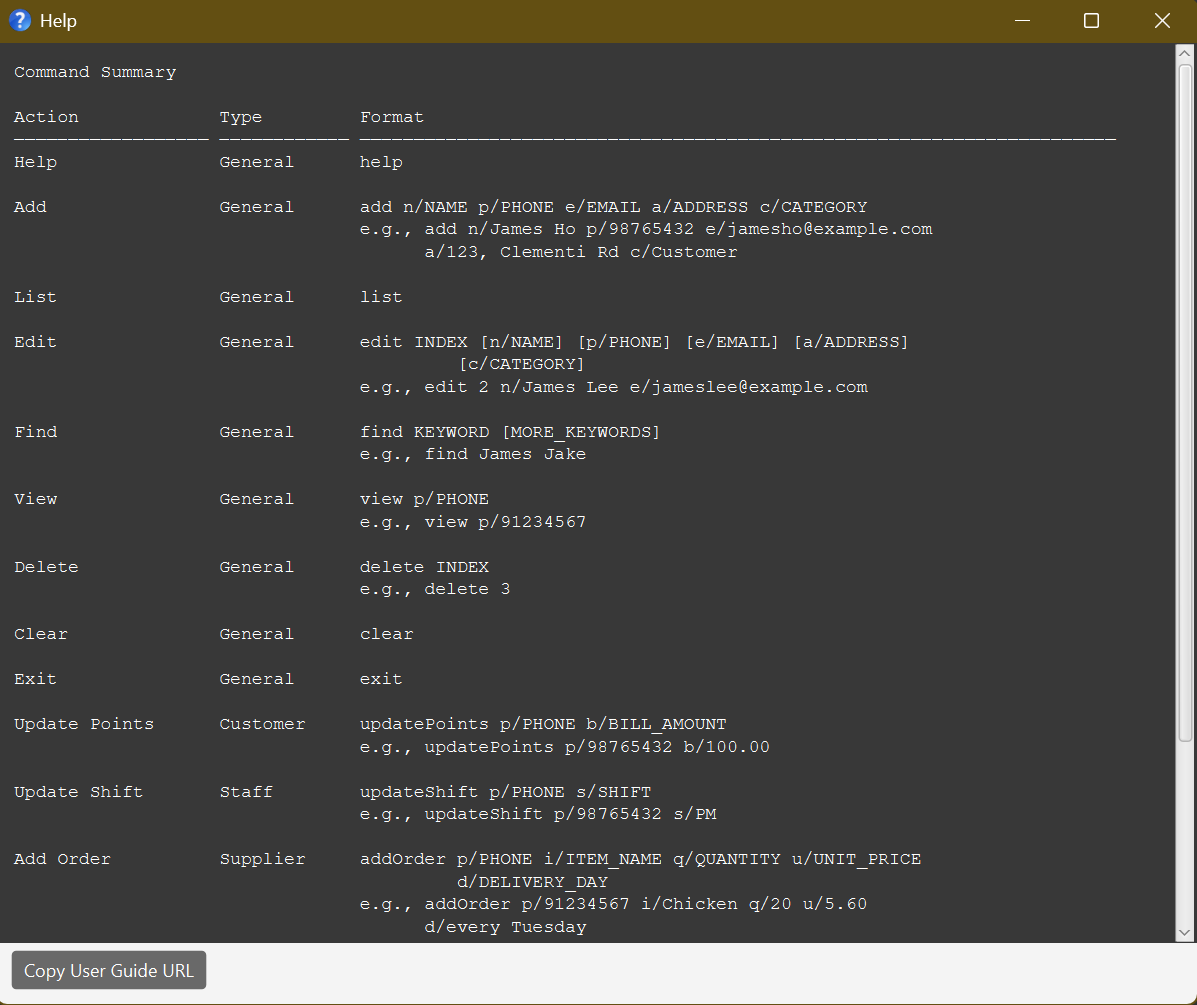 Help
Command Summary
Action Type Format
Help General help
Add General add n/NAME p/PHONE e/EMAIL a/ADDRESS c/CATEGORY
e.g., add n/James Ho p/98765432 e/jamesho@example.com
a/123, Clementi Rd c/Customer
List General list
Edit General edit INDEX [n/NAME] [p/PHONE] [e/EMAIL] [a/ADDRESS]
[c/CATEGORY]
e.g., edit 2 n/James Lee e/jameslee@example.com
Find General find KEYWORD [MORE_KEYWORDS]
e.g., find James Jake
View General view p/PHONE
e.g., view p/91234567
Delete General delete INDEX
e.g., delete 3
Clear General clear
Exit General exit
Update Points Customer updatePoints p/PHONE b/BILL_AMOUNT
e.g., updatePoints p/98765432 b/100.00
Update Shift Staff updateShift p/PHONE s/SHIFT
e.g., updateShift p/98765432 s/PM
Add Order Supplier addOrder p/PHONE i/ITEM_NAME q/QUANTITY u/UNIT_PRICE
d/DELIVERY_DAY
e.g., addOrder p/91234567 i/Chicken q/20 u/5.60
d/every Tuesday
Copy User Guide URL